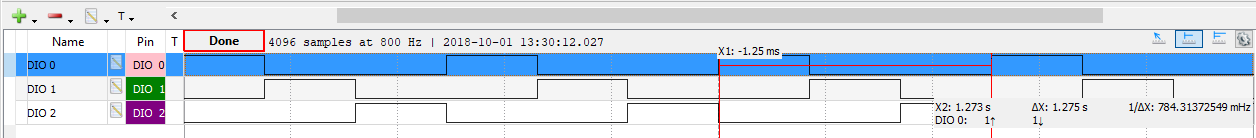 T
Name Pin T Done 4096 samples at 800 Hz | 2018-10-01 13:30:12.027
X1: -1.25 ms
DIO 0 DIO 0
DIO 1 DIO 1
X2: 1.273 s ΔX: 1.275 s 1/ΔX: 784.31372549 mHz
DIO 2 DIO 2 DIO 0: 1↑ 1↓